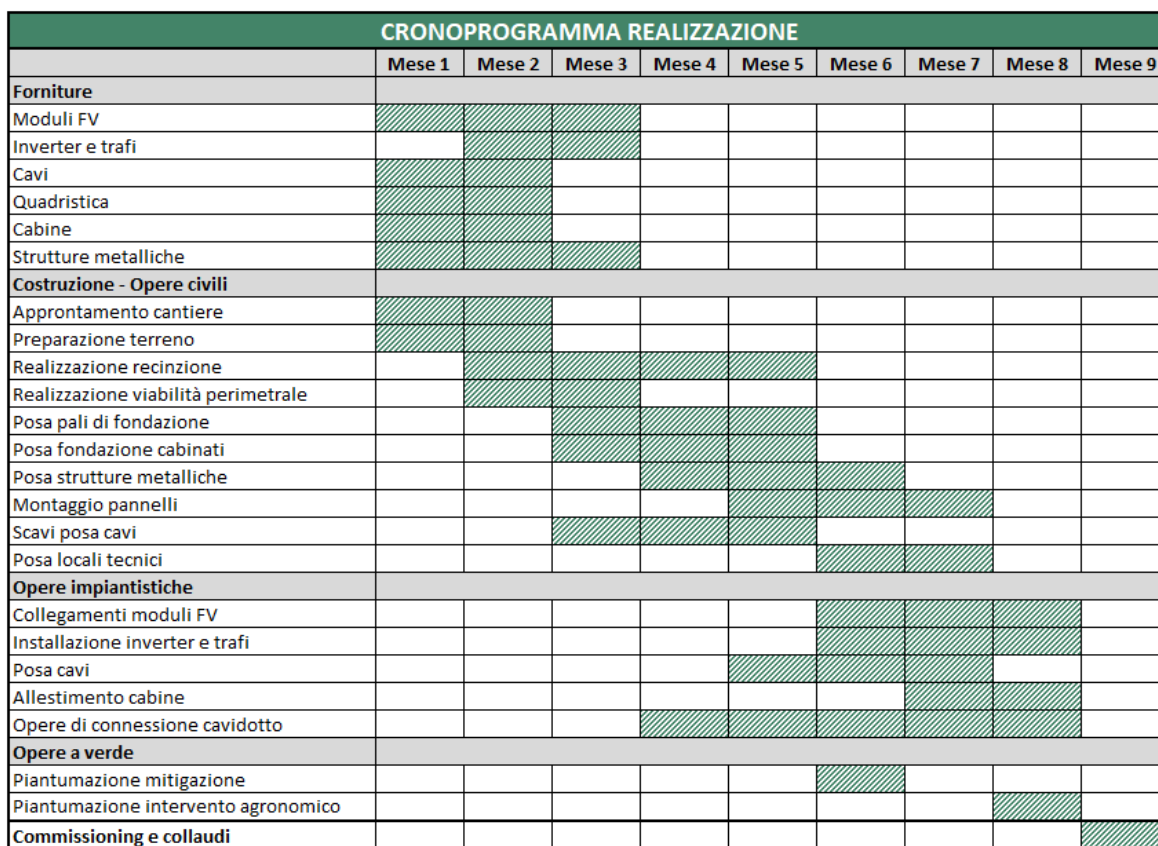 CRONOPROGRAMMA REALIZZAZIONE
Mese 1 Mese 2 Mese 3 Mese 4 Mese 5 Mese 6 Mese 7 Mese 8 Mese 9
Forniture
Moduli FV
Inverter e trafi
Cavi
Quadristica
Cabine
Strutture metalliche
Costruzione - Opere civili
Approntamento cantiere
Preparazione terreno
Realizzazione recinzione
Realizzazione viabilità perimetrale
Posa pali di fondazione
Posa fondazione cabinati
Posa strutture metalliche
Montaggio pannelli
Scavi posa cavi
Posa locali tecnici
Opere impiantistiche
Collegamenti moduli FV
Installazione inverter e trafi
Posa cavi
Allestimento cabine
Opere di connessione cavidotto
Opere a verde
Piantumazione mitigazione
Piantumazione intervento agronomico
Commissioning e collaudi